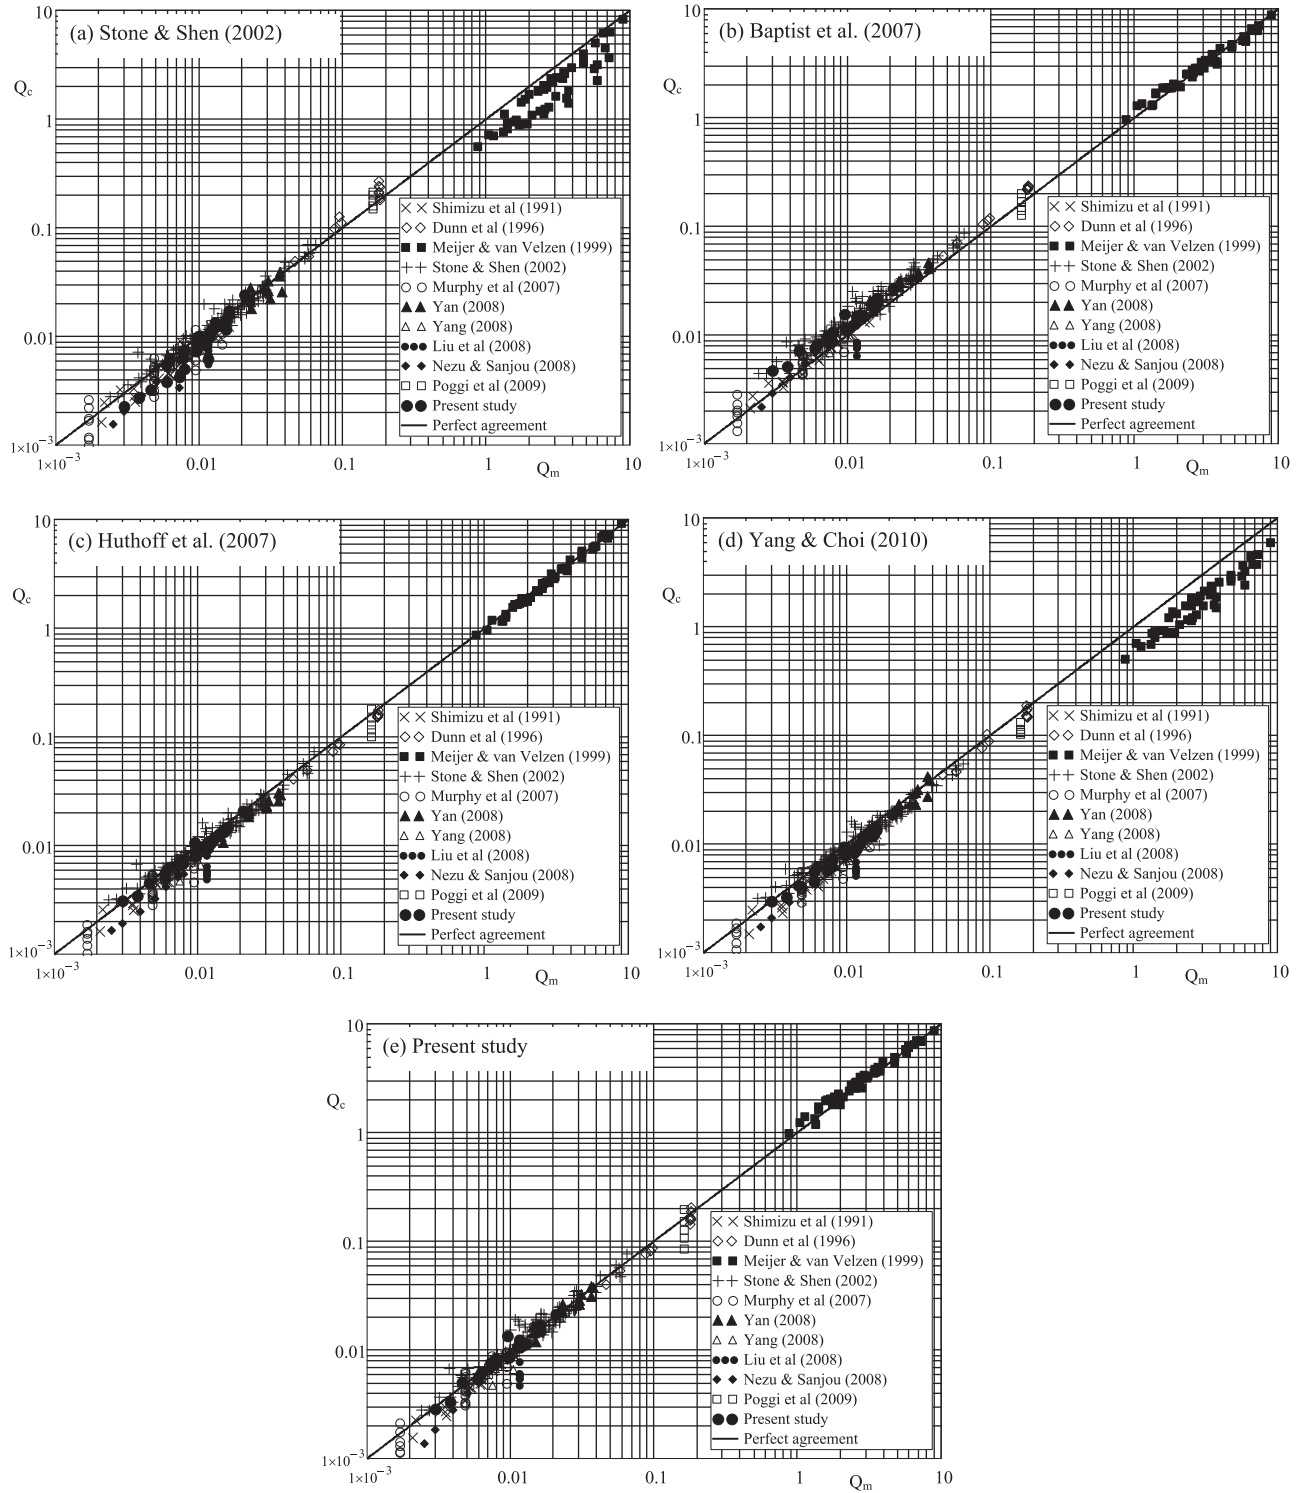 (a) Stone & Shen (2002)
10
Qc
1
0.1
0.01
1×10⁻³
1×10⁻³ 0.01 0.1 1 10
Qm
Shimizu et al (1991)
Dunn et al (1996)
Meijer & van Velzen (1999)
Stone & Shen (2002)
Murphy et al (2007)
Yan (2008)
Yang (2008)
Liu et al (2008)
Nezu & Sanjou (2008)
Poggi et al (2009)
Present study
Perfect agreement
(b) Baptist et al. (2007)
10
Qc
1
0.1
0.01
1×10⁻³
1×10⁻³ 0.01 0.1 1 10
Qm
Shimizu et al (1991)
Dunn et al (1996)
Meijer & van Velzen (1999)
Stone & Shen (2002)
Murphy et al (2007)
Yan (2008)
Yang (2008)
Liu et al (2008)
Nezu & Sanjou (2008)
Poggi et al (2009)
Present study
Perfect agreement
(c) Huthoff et al. (2007)
10
Qc
1
0.1
0.01
1×10⁻³
1×10⁻³ 0.01 0.1 1 10
Qm
Shimizu et al (1991)
Dunn et al (1996)
Meijer & van Velzen (1999)
Stone & Shen (2002)
Murphy et al (2007)
Yan (2008)
Yang (2008)
Liu et al (2008)
Nezu & Sanjou (2008)
Poggi et al (2009)
Present study
Perfect agreement
(d) Yang & Choi (2010)
10
Qc
1
0.1
0.01
1×10⁻³
1×10⁻³ 0.01 0.1 1 10
Qm
Shimizu et al (1991)
Dunn et al (1996)
Meijer & van Velzen (1999)
Stone & Shen (2002)
Murphy et al (2007)
Yan (2008)
Yang (2008)
Liu et al (2008)
Nezu & Sanjou (2008)
Poggi et al (2009)
Present study
Perfect agreement
(e) Present study
10
Qc
1
0.1
0.01
1×10⁻³
1×10⁻³ 0.01 0.1 1 10
Qm
Shimizu et al (1991)
Dunn et al (1996)
Meijer & van Velzen (1999)
Stone & Shen (2002)
Murphy et al (2007)
Yan (2008)
Yang (2008)
Liu et al (2008)
Nezu & Sanjou (2008)
Poggi et al (2009)
Present study
Perfect agreement